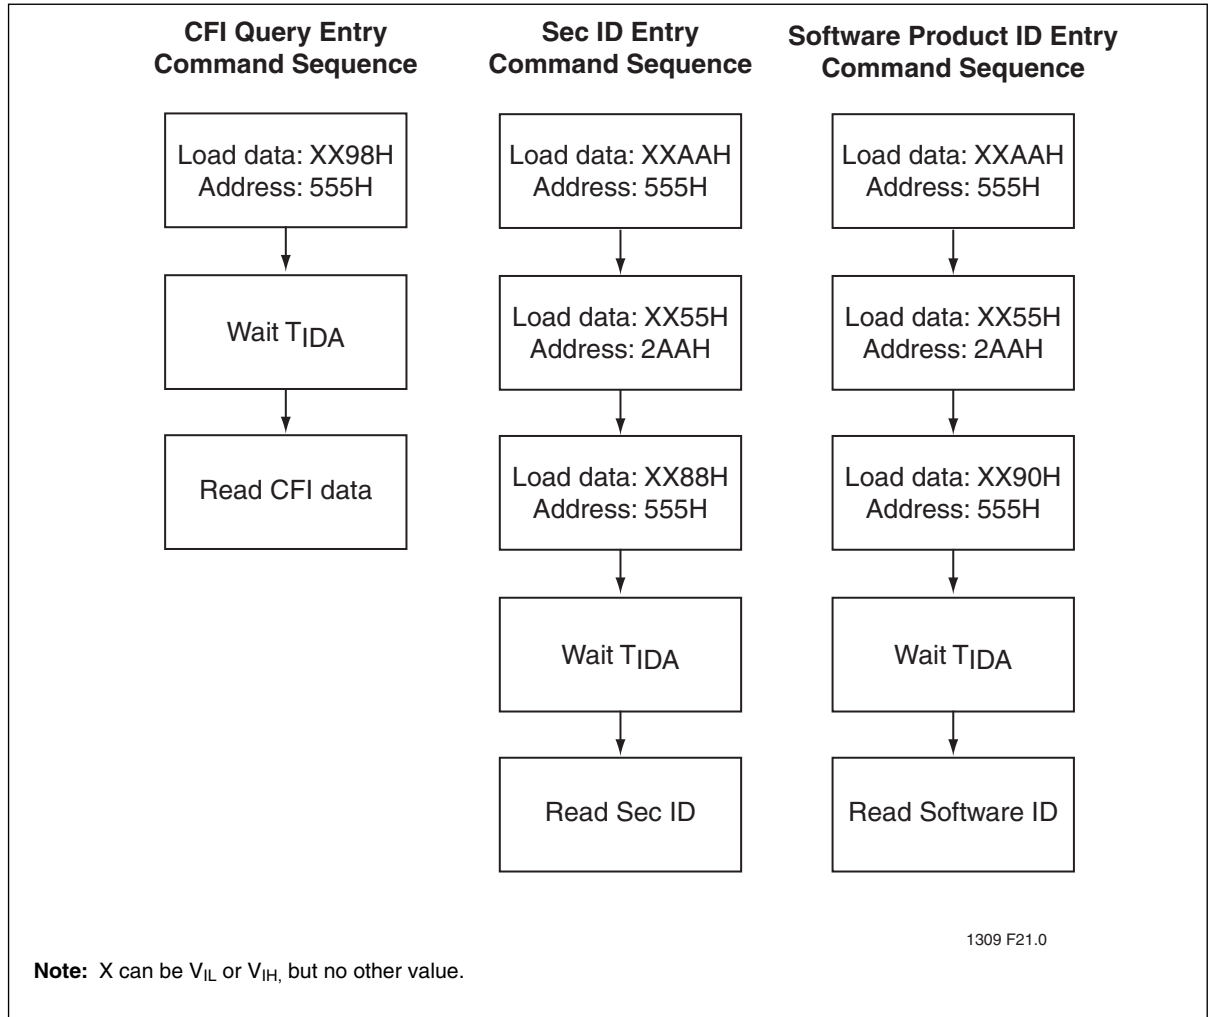 CFI Query Entry
Command Sequence
Load data: XX98H
Address: 555H
Wait TIDA
Read CFI data
Sec ID Entry
Command Sequence
Load data: XXAAH
Address: 555H
Load data: XX55H
Address: 2AAH
Load data: XX88H
Address: 555H
Wait TIDA
Read Sec ID
Software Product ID Entry
Command Sequence
Load data: XXAAH
Address: 555H
Load data: XX55H
Address: 2AAH
Load data: XX90H
Address: 555H
Wait TIDA
Read Software ID
1309 F21.0
Note: X can be VIL or VIH, but no other value.